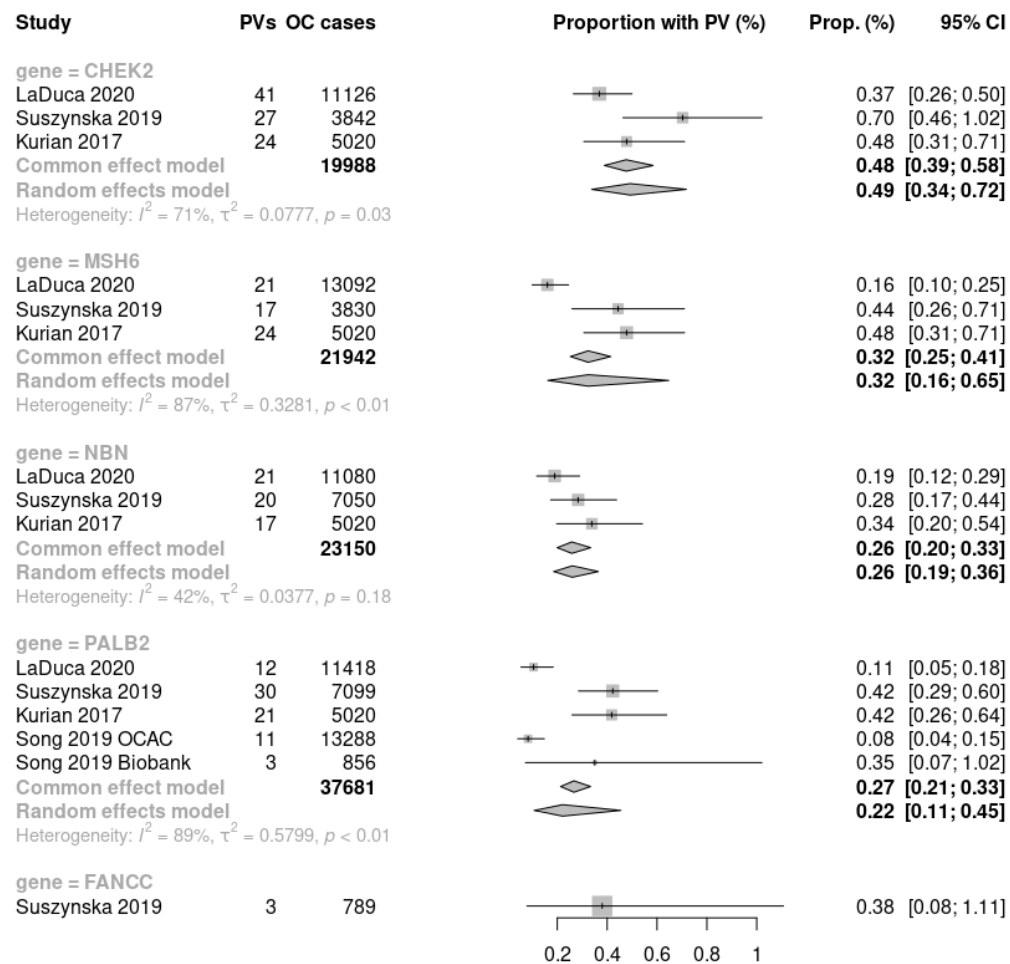 Study PVs OC cases Proportion with PV (%) Prop. (%) 95% CI
gene = CHEK2
LaDuca 2020 41 11126 0.37 [0.26; 0.50]
Suszynska 2019 27 3842 0.70 [0.46; 1.02]
Kurian 2017 24 5020 0.48 [0.31; 0.71]
Common effect model 19988 0.48 [0.39; 0.58]
Random effects model 0.49 [0.34; 0.72]
Heterogeneity: I² = 71%, τ² = 0.0777, p = 0.03
gene = MSH6
LaDuca 2020 21 13092 0.16 [0.10; 0.25]
Suszynska 2019 17 3830 0.44 [0.26; 0.71]
Kurian 2017 24 5020 0.48 [0.31; 0.71]
Common effect model 21942 0.32 [0.25; 0.41]
Random effects model 0.32 [0.16; 0.65]
Heterogeneity: I² = 87%, τ² = 0.3281, p < 0.01
gene = NBN
LaDuca 2020 21 11080 0.19 [0.12; 0.29]
Suszynska 2019 20 7050 0.28 [0.17; 0.44]
Kurian 2017 17 5020 0.34 [0.20; 0.54]
Common effect model 23150 0.26 [0.20; 0.33]
Random effects model 0.26 [0.19; 0.36]
Heterogeneity: I² = 42%, τ² = 0.0377, p = 0.18
gene = PALB2
LaDuca 2020 12 11418 0.11 [0.05; 0.18]
Suszynska 2019 30 7099 0.42 [0.29; 0.60]
Kurian 2017 21 5020 0.42 [0.26; 0.64]
Song 2019 OCAC 11 13288 0.08 [0.04; 0.15]
Song 2019 Biobank 3 856 0.35 [0.07; 1.02]
Common effect model 37681 0.27 [0.21; 0.33]
Random effects model 0.22 [0.11; 0.45]
Heterogeneity: I² = 89%, τ² = 0.5799, p < 0.01
gene = FANCC
Suszynska 2019 3 789 0.38 [0.08; 1.11]
0.2 0.4 0.6 0.8 1